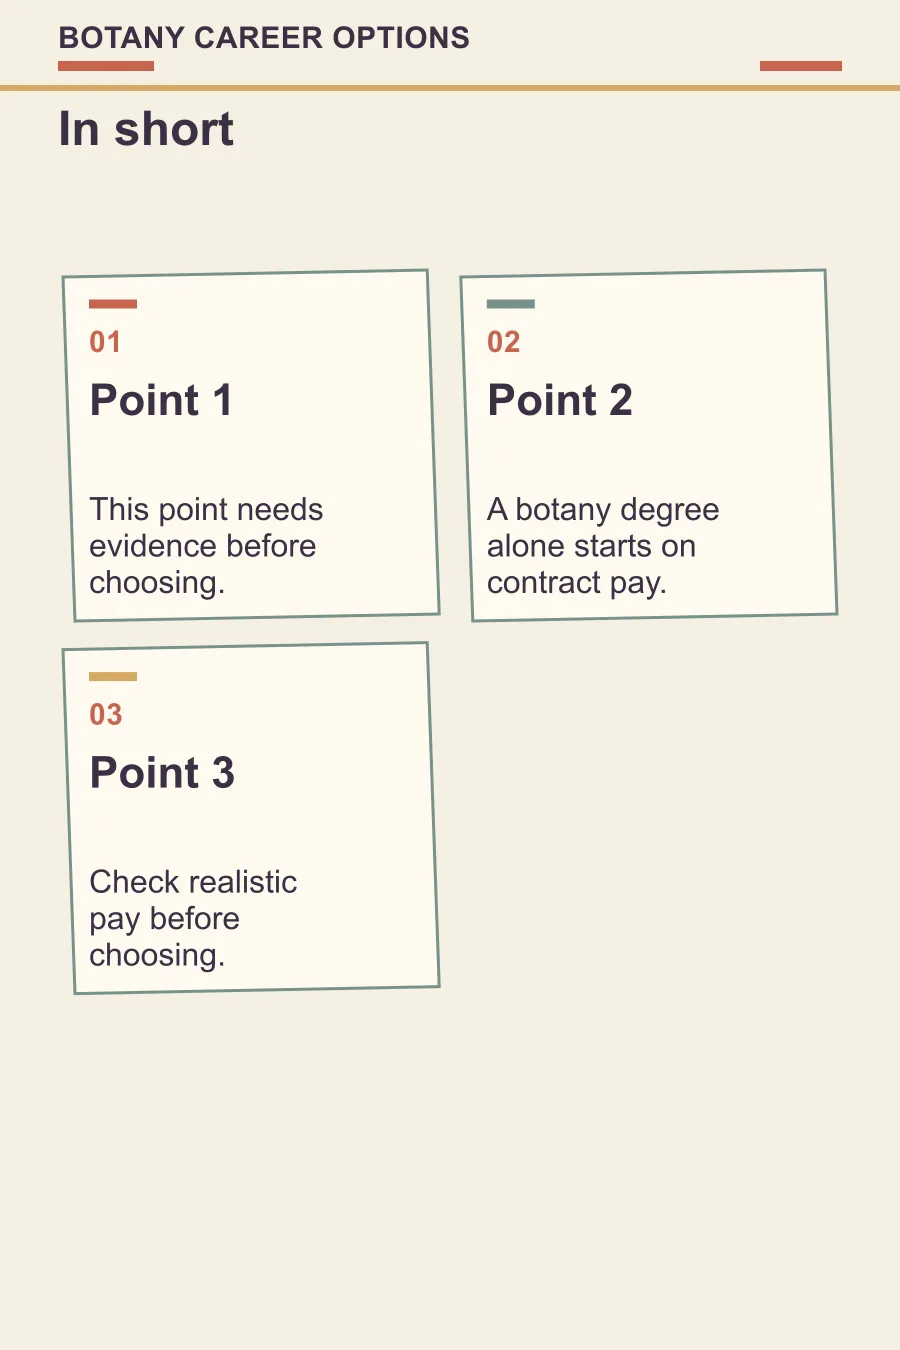 BOTANY CAREER OPTIONS
In short
01
Point 1
This point needs
evidence before
choosing.
02
Point 2
A botany degree
alone starts on
contract pay.
03
Point 3
Check realistic
pay before
choosing.